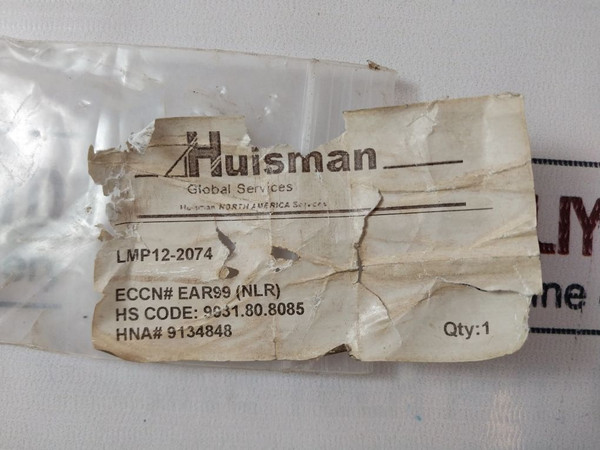 Huisman
Global Services
Huisman NORTH AMERICA Services
LMP12-2074
ECCN# EAR99 (NLR)
HS CODE: 9031.80.8085
HNA# 9134848
Qty:1